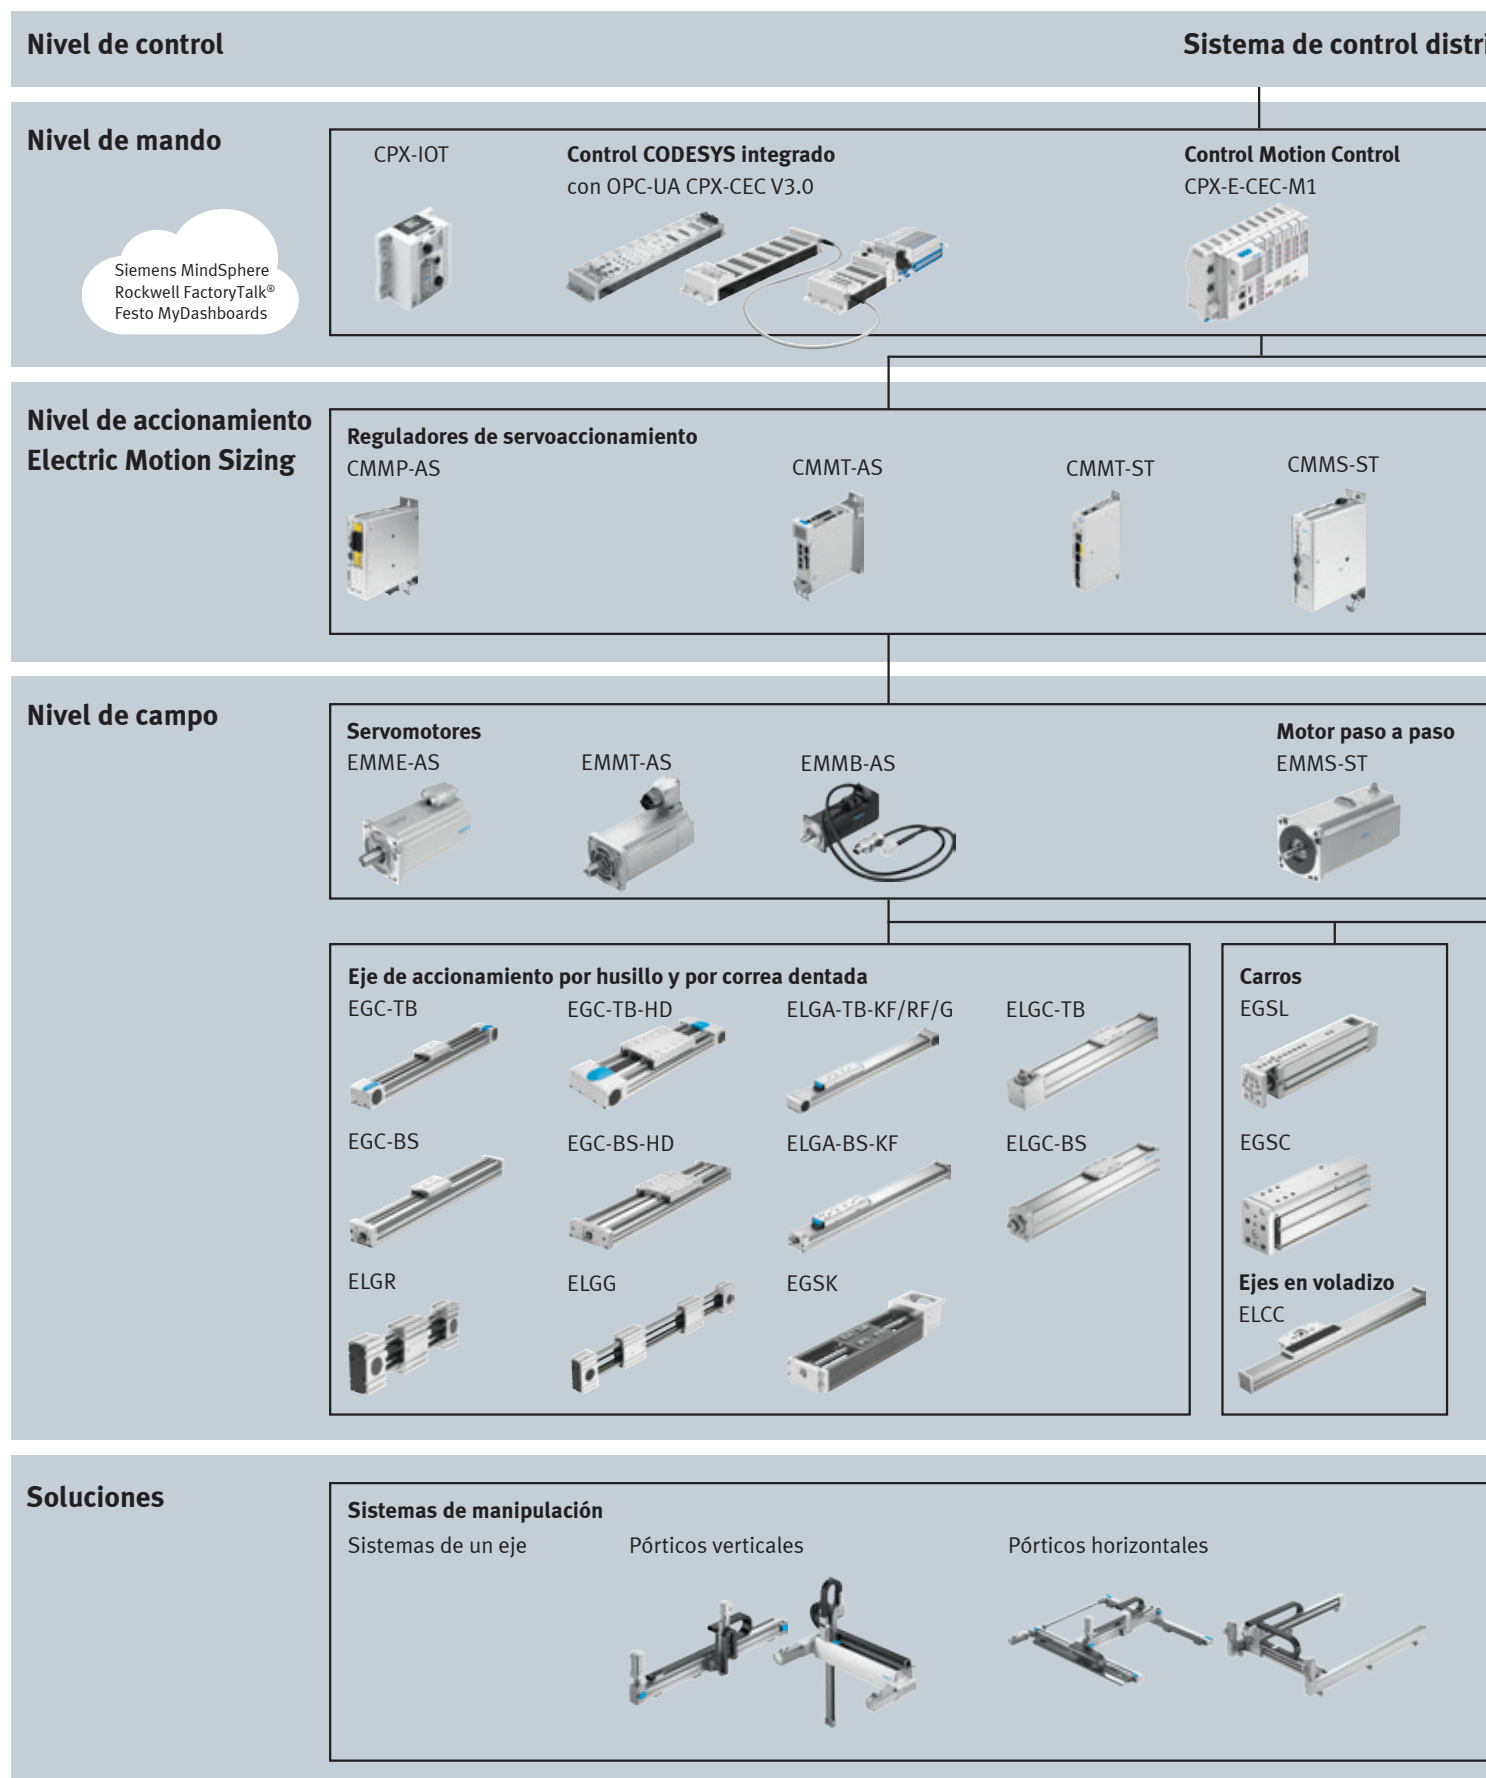 Nivel de control
Sistema de control distri
Nivel de mando
CPX-IOT
Control CODESYS integrado
con OPC-UA CPX-CEC V3.0
Control Motion Control
CPX-E-CEC-M1
Siemens MindSphere
Rockwell FactoryTalk®
Festo MyDashboards
Nivel de accionamiento
Electric Motion Sizing
Reguladores de servoaccionamiento
CMMP-AS
CMMT-AS
CMMT-ST
CMMS-ST
Nivel de campo
Servomotores
EMME-AS
EMMT-AS
EMMB-AS
Motor paso a paso
EMMS-ST
Eje de accionamiento por husillo y por correa dentada
EGC-TB
EGC-TB-HD
ELGA-TB-KF/RF/G
ELGC-TB
EGC-BS
EGC-BS-HD
ELGA-BS-KF
ELGC-BS
ELGR
ELGG
EGSK
Carros
EGSL
EGSC
Ejes en voladizo
ELCC
Soluciones
Sistemas de manipulación
Sistemas de un eje
Pórticos verticales
Pórticos horizontales